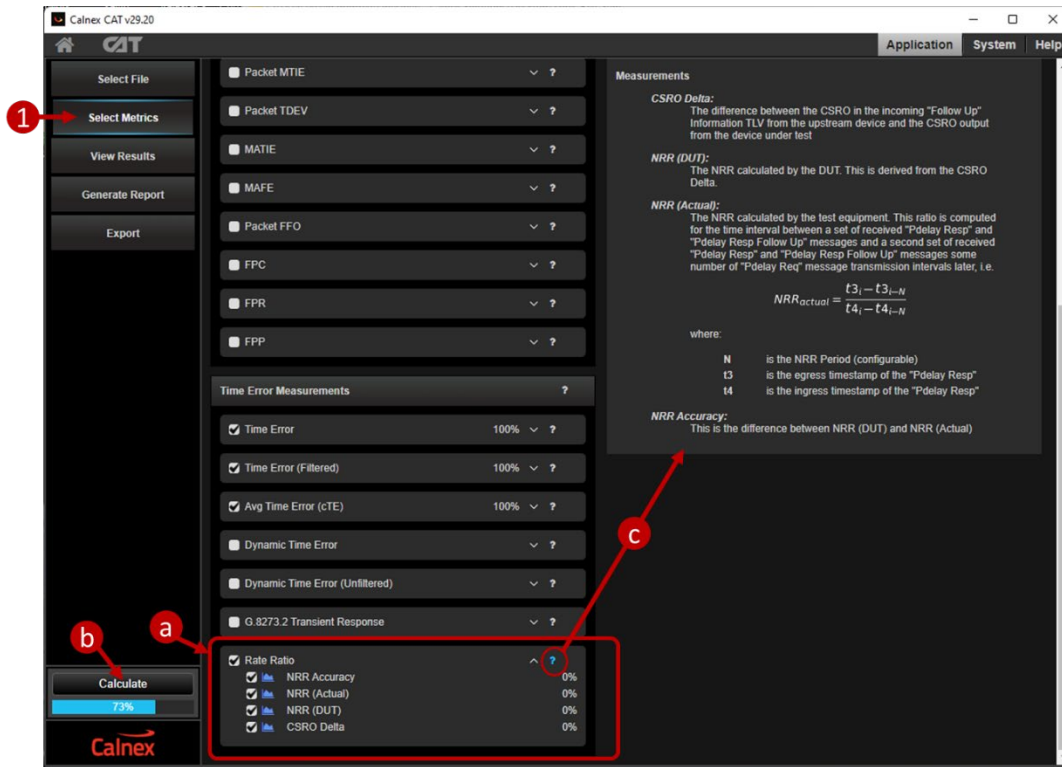 Calnex CAT v29.20
CAT
Application System Help
Select File
1
Select Metrics
View Results
Generate Report
Export
Packet MTIE ?
Packet TDEV ?
MATIE ?
MAFE ?
Packet FFO ?
FPC ?
FPR ?
FPP ?
Time Error Measurements ?
Time Error 100% ?
Time Error (Filtered) 100% ?
Avg Time Error (cTE) 100% ?
Dynamic Time Error ?
Dynamic Time Error (Unfiltered) ?
G.8273.2 Transient Response ?
a
Rate Ratio ?
NRR Accuracy 0%
NRR (Actual) 0%
NRR (DUT) 0%
CSRO Delta 0%
b
Calculate
73%
Calnex
Measurements
CSRO Delta:
The difference between the CSRO in the incoming "Follow Up"
Information TLV from the upstream device and the CSRO output
from the device under test
NRR (DUT):
The NRR calculated by the DUT. This is derived from the CSRO
Delta.
NRR (Actual):
The NRR calculated by the test equipment. This ratio is computed
for the time interval between a set of received "Pdelay Resp" and
"Pdelay Resp Follow Up" messages and a second set of received
"Pdelay Resp" and "Pdelay Resp Follow Up" messages some
number of "Pdelay Req" message transmission intervals later, i.e.
NRR_actual = (t3_i − t3_i−N) / (t4_i − t4_i−N)
where:
N is the NRR Period (configurable)
t3 is the egress timestamp of the "Pdelay Resp"
t4 is the ingress timestamp of the "Pdelay Resp"
NRR Accuracy:
This is the difference between NRR (DUT) and NRR (Actual)
c